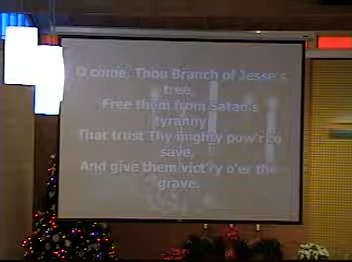 O come, Thou Branch of Jesse's
tree,
Free them from Satan's
tyranny
That trust Thy mighty pow'r to
save,
And give them vict'ry o'er the
grave.